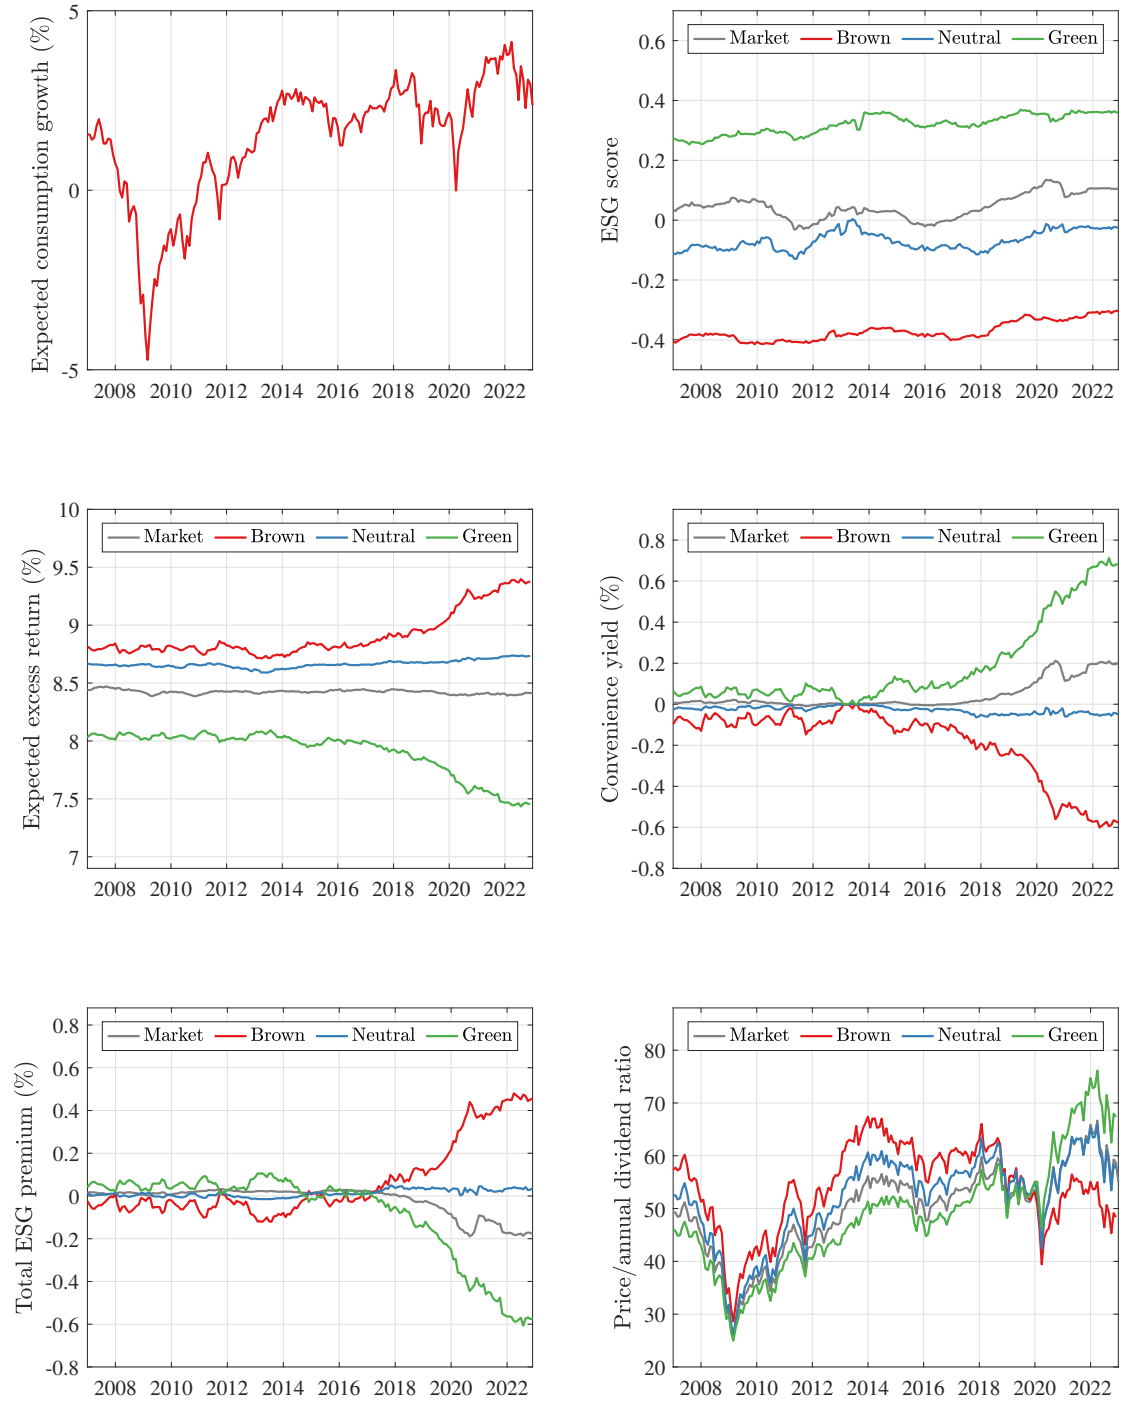 Expected consumption growth (%)
5
0
-5
2008 2010 2012 2014 2016 2018 2020 2022
ESG score
Market Brown Neutral Green
0.6
0.4
0.2
0
-0.2
-0.4
2008 2010 2012 2014 2016 2018 2020 2022
Expected excess return (%)
Market Brown Neutral Green
10
9.5
9
8.5
8
7.5
7
2008 2010 2012 2014 2016 2018 2020 2022
Convenience yield (%)
Market Brown Neutral Green
0.8
0.6
0.4
0.2
0
-0.2
-0.4
-0.6
-0.8
2008 2010 2012 2014 2016 2018 2020 2022
Total ESG premium (%)
Market Brown Neutral Green
0.8
0.6
0.4
0.2
0
-0.2
-0.4
-0.6
-0.8
2008 2010 2012 2014 2016 2018 2020 2022
Price/annual dividend ratio
Market Brown Neutral Green
80
70
60
50
40
30
20
2008 2010 2012 2014 2016 2018 2020 2022